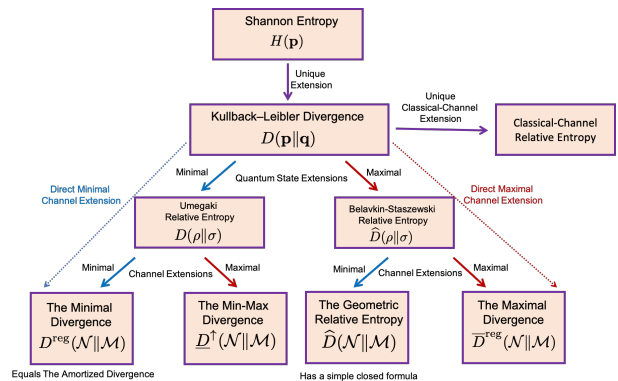 Shannon Entropy
H(𝐩)
Unique
Extension
Unique
Classical-Channel
Extension
Kullback–Leibler Divergence
D(𝐩‖𝐪)
Classical-Channel
Relative Entropy
Minimal
Maximal
Quantum State Extensions
Direct Minimal
Channel Extension
Direct Maximal
Channel Extension
Umegaki
Relative Entropy
D(ρ‖σ)
Belavkin-Staszewski
Relative Entropy
D̂(ρ‖σ)
Minimal
Channel Extensions
Maximal
Minimal
Channel Extensions
Maximal
The Minimal
Divergence
D^reg(𝒩‖ℳ)
The Min-Max
Divergence
D̲^↑(𝒩‖ℳ)
The Geometric
Relative Entropy
D̂(𝒩‖ℳ)
The Maximal
Divergence
D̅^reg(𝒩‖ℳ)
Equals The Amortized Divergence
Has a simple closed formula